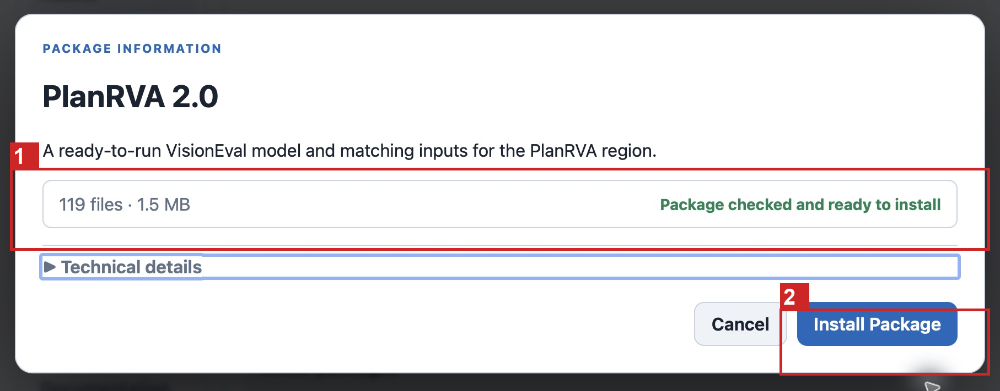 PACKAGE INFORMATION
PlanRVA 2.0
1
A ready-to-run VisionEval model and matching inputs for the PlanRVA region.
119 files · 1.5 MB
Package checked and ready to install
Technical details
2
Cancel
Install Package